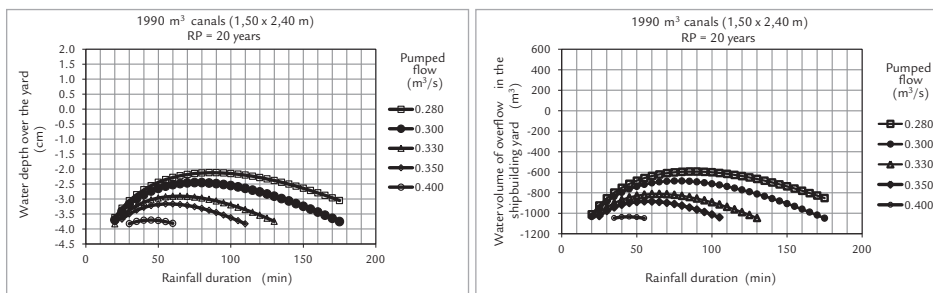 1990 m³ canals (1,50 x 2,40 m)
RP = 20 years
Water depth over the yard
(cm)
2.0
1.5
1.0
0.5
0.0
-0.5
-1.0
-1.5
-2.0
-2.5
-3.0
-3.5
-4.0
-4.5
0 50 100 150 200
Rainfall duration (min)
Pumped
flow
(m³/s)
0.280
0.300
0.330
0.350
0.400
1990 m³ canals (1,50 x 2,40 m)
RP = 20 years
Water volume of overflow in the
shipbuilding yard
(m³)
600
400
200
0
-200
-400
-600
-800
-1000
-1200
0 50 100 150 200
Rainfall duration (min)
Pumped
flow
(m³/s)
0.280
0.300
0.330
0.350
0.400